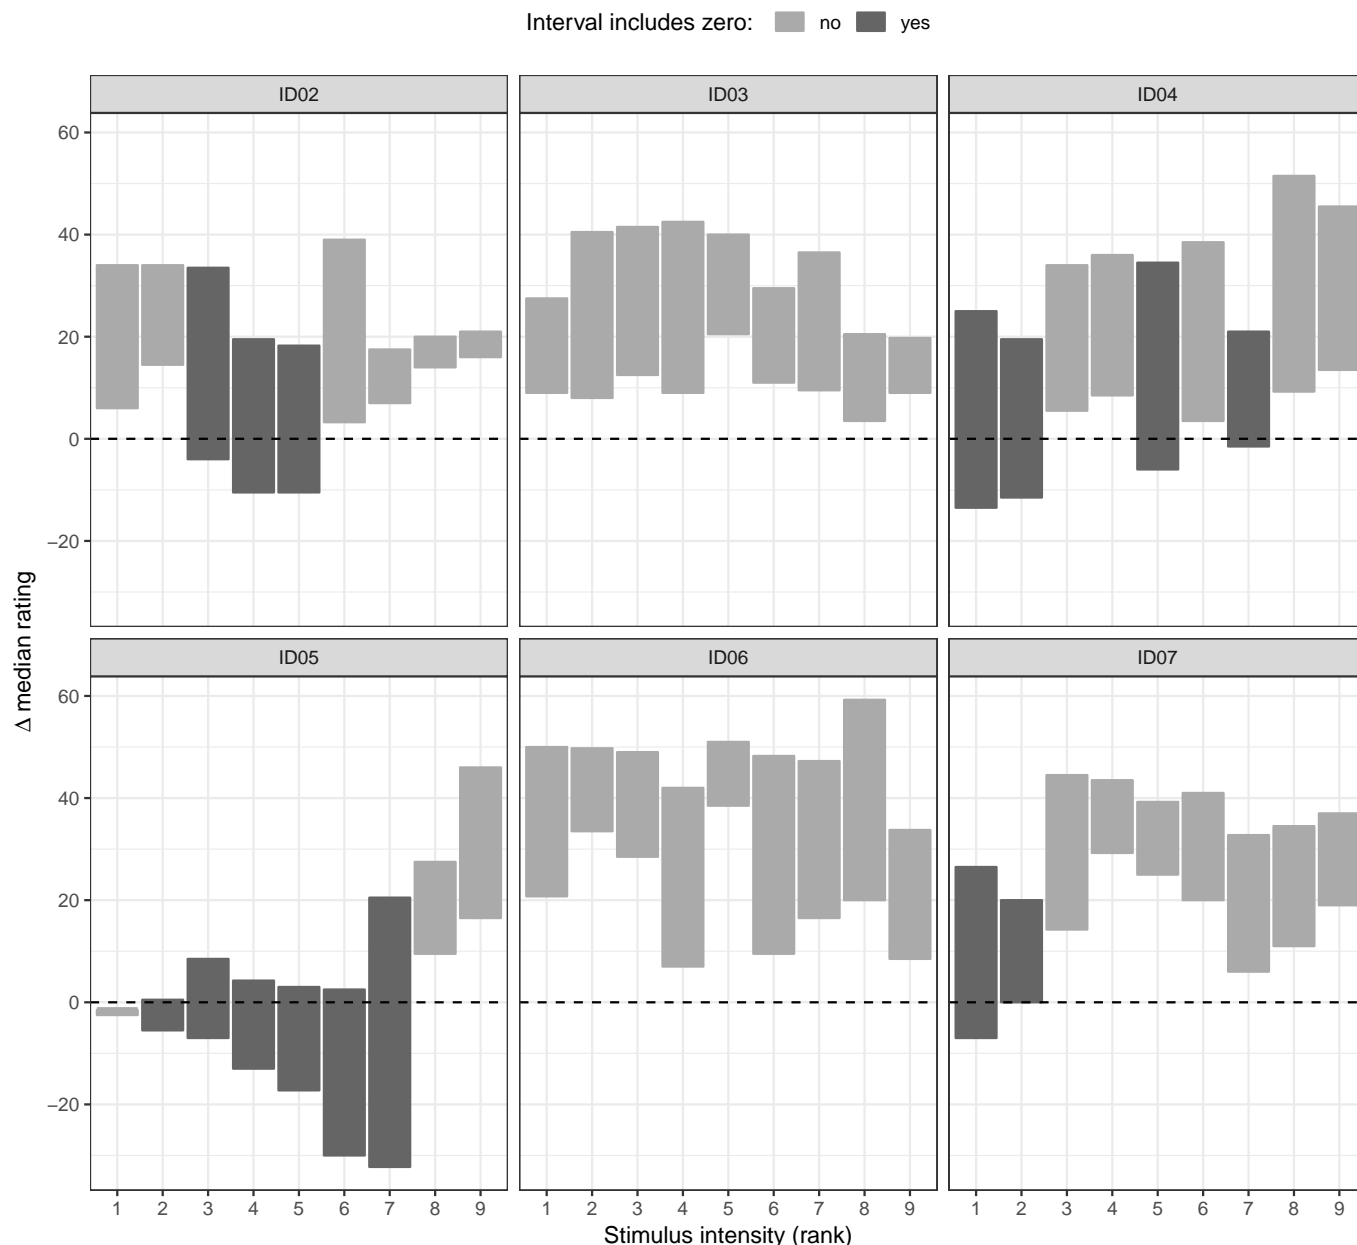 Interval includes zero: no yes
ID02 ID03 ID04
60
40
20
0
−20
ID05 ID06 ID07
60
40
20
0
−20
Δ median rating
1 2 3 4 5 6 7 8 9 1 2 3 4 5 6 7 8 9 1 2 3 4 5 6 7 8 9
Stimulus intensity (rank)